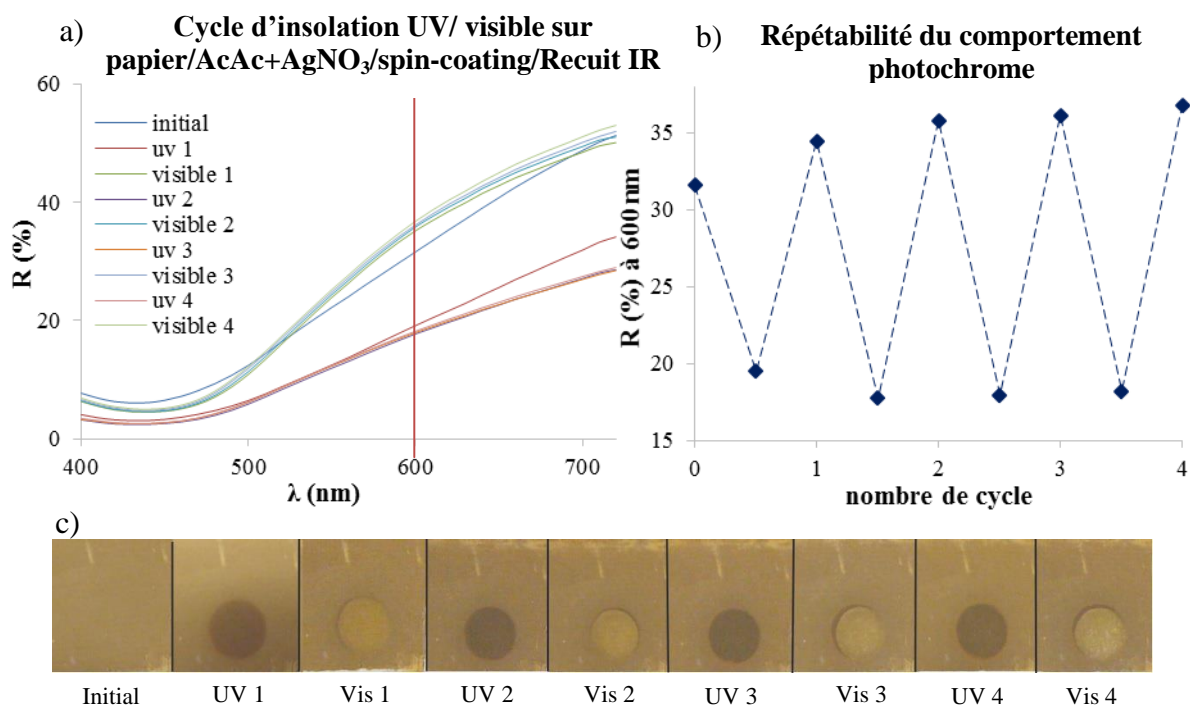 a)
Cycle d'insolation UV/ visible sur
papier/AcAc+AgNO₃/spin-coating/Recuit IR
60
40
20
0
R (%)
initial
uv 1
visible 1
uv 2
visible 2
uv 3
visible 3
uv 4
visible 4
400
500
600
700
λ (nm)
b)
Répétabilité du comportement
photochrome
35
30
25
20
15
R (%) à 600nm
0
1
2
3
4
nombre de cycle
c)
Initial
UV 1
Vis 1
UV 2
Vis 2
UV 3
Vis 3
UV 4
Vis 4